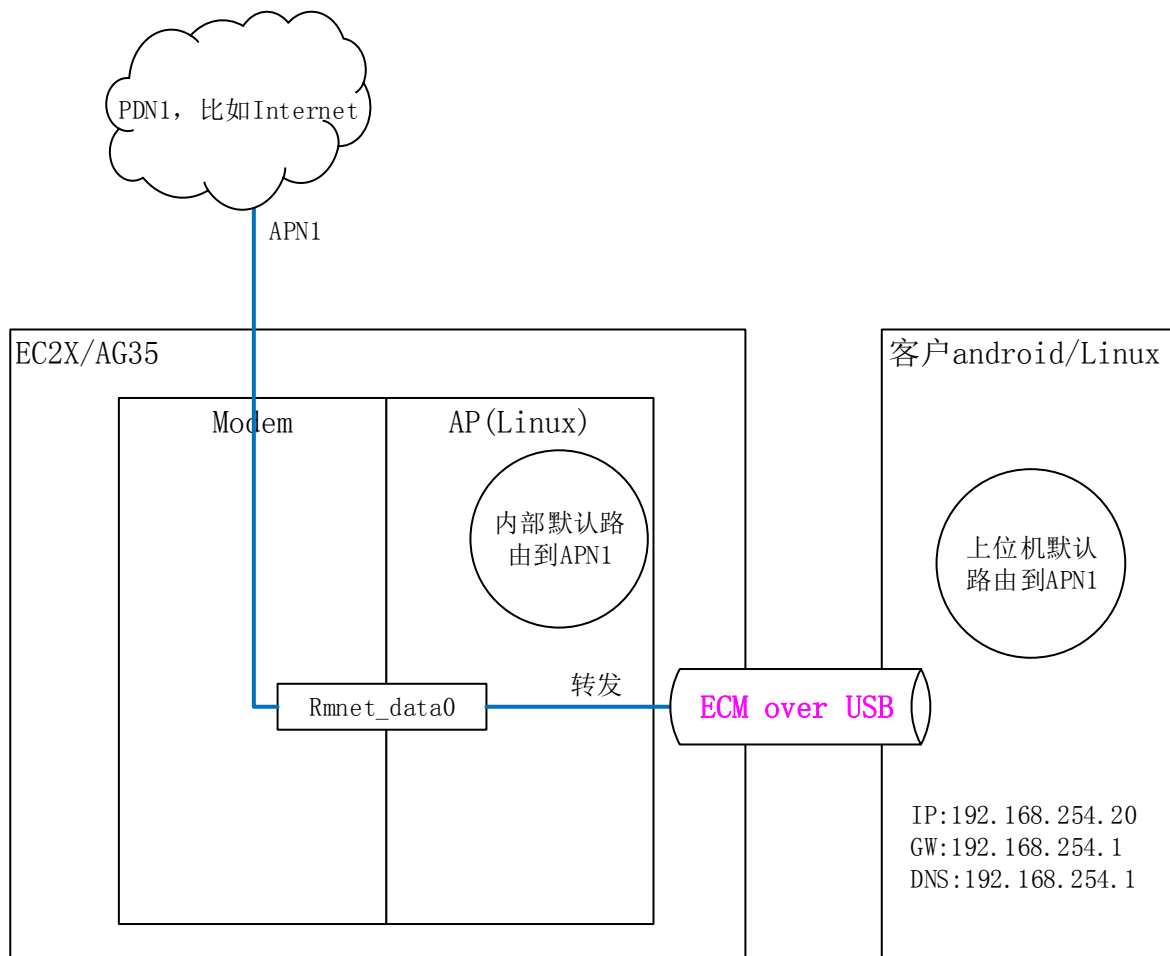 PDN1，比如Internet
APN1
EC2X/AG35
客户android/Linux
Modem
AP(Linux)
内部默认路
由到APN1
上位机默认
路由到APN1
Rmnet_data0
转发
ECM over USB
IP:192.168.254.20
GW:192.168.254.1
DNS:192.168.254.1